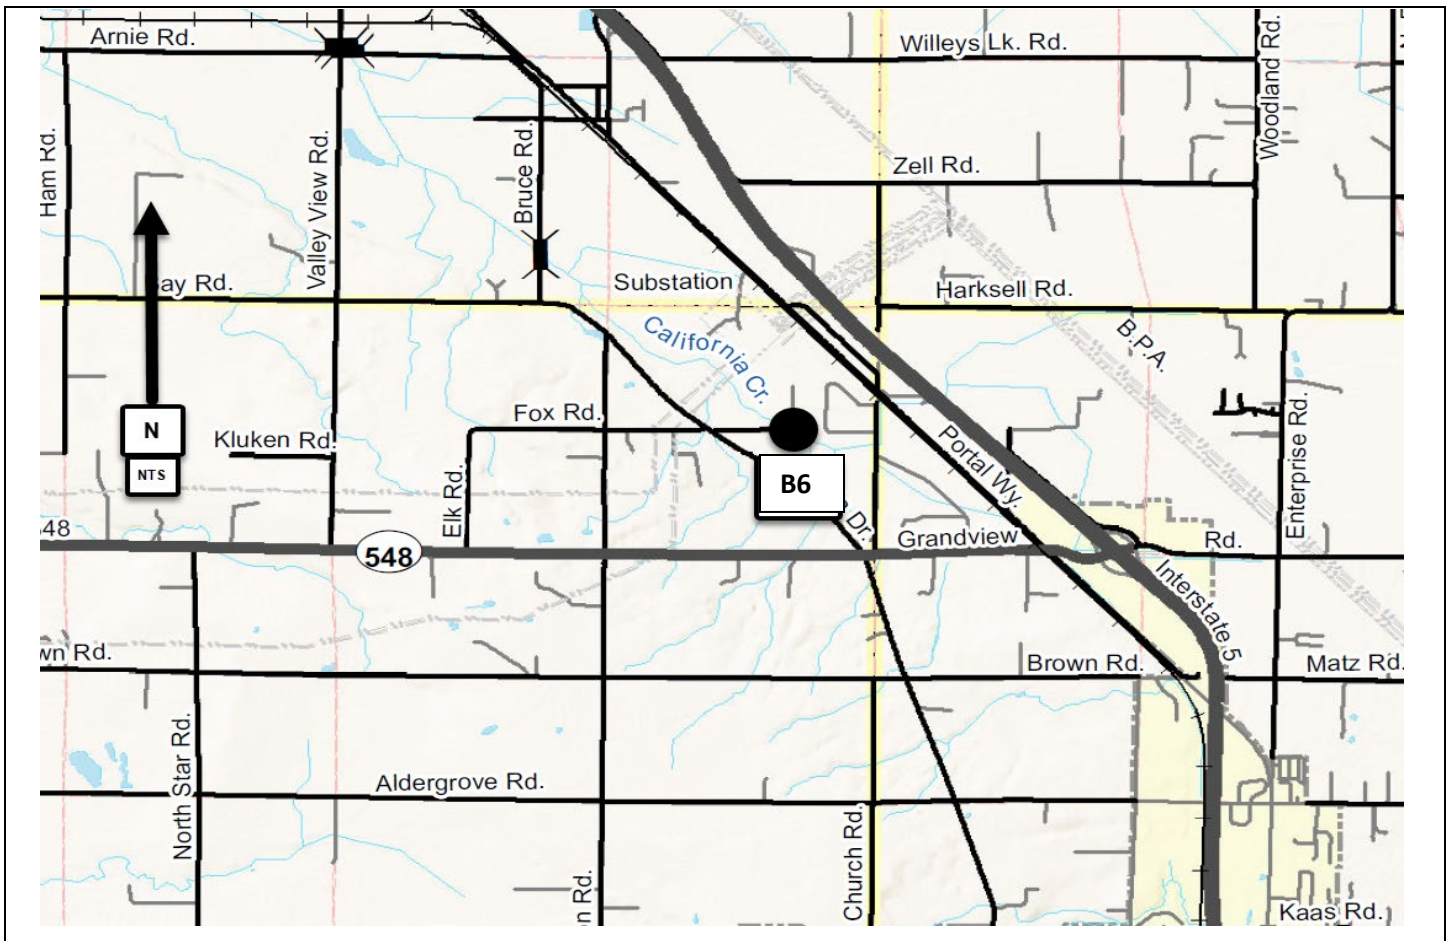 Arnie Rd.
Willeys Lk. Rd.
Woodland Rd.
Ham Rd.
Valley View Rd.
Bruce Rd.
Zell Rd.
ay Rd.
Substation
Harksell Rd.
California Cr.
B.P.A.
N
NTS
Kluken Rd.
Fox Rd.
Elk Rd.
B6
Dr.
Portal Wy.
Enterprise Rd.
48
548
Grandview
Rd.
Interstate 5
wn Rd.
Brown Rd.
Matz Rd.
North Star Rd.
Aldergrove Rd.
Church Rd.
on Rd.
Kaas Rd.